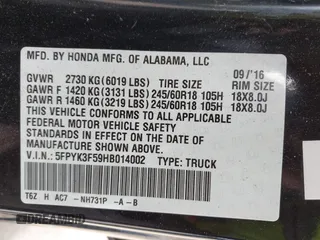 MFD. BY HONDA MFG. OF ALABAMA, LLC
09/'16
GVWR 2730 KG(6019 LBS) TIRE SIZE RIM SIZE
GAWR F 1420 KG(3131 LBS) 245/60R18 105H 18X8.0J
GAWR R 1460 KG(3219 LBS) 245/60R18 105H 18X8.0J
THIS VEHICLE CONFORMS TO ALL APPLICABLE
FEDERAL MOTOR VEHICLE SAFETY
STANDARDS IN EFFECT ON THE DATE OF
MANUFACTURE SHOWN ABOVE.
V.I.N: 5FPYK3F59HB014002 TYPE: TRUCK
T6Z H AC7 -NH731P -A-B